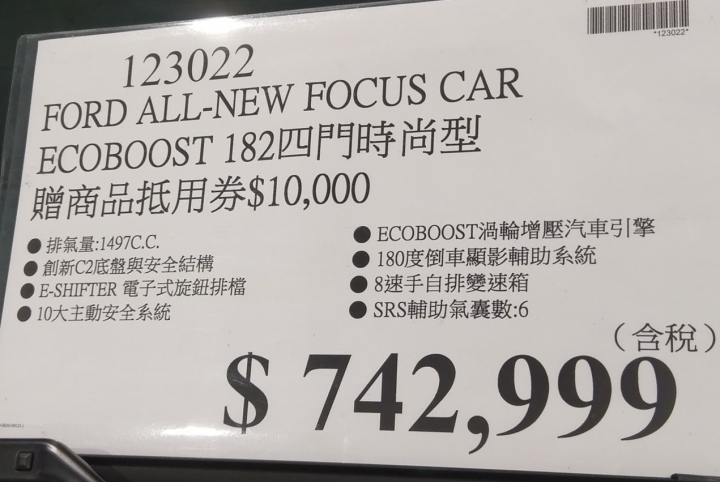 *123022*
123022
FORD ALL-NEW FOCUS CAR
ECOBOOST 182四門時尚型
贈商品抵用券$10,000
● 排氣量:1497C.C.
● 創新C2底盤與安全結構
● E-SHIFTER 電子式旋鈕排檔
● 10大主動安全系統
● ECOBOOST渦輪增壓汽車引擎
● 180度倒車顯影輔助系統
● 8速手自排變速箱
● SRS輔助氣囊數:6
（含稅）
$ 742,999